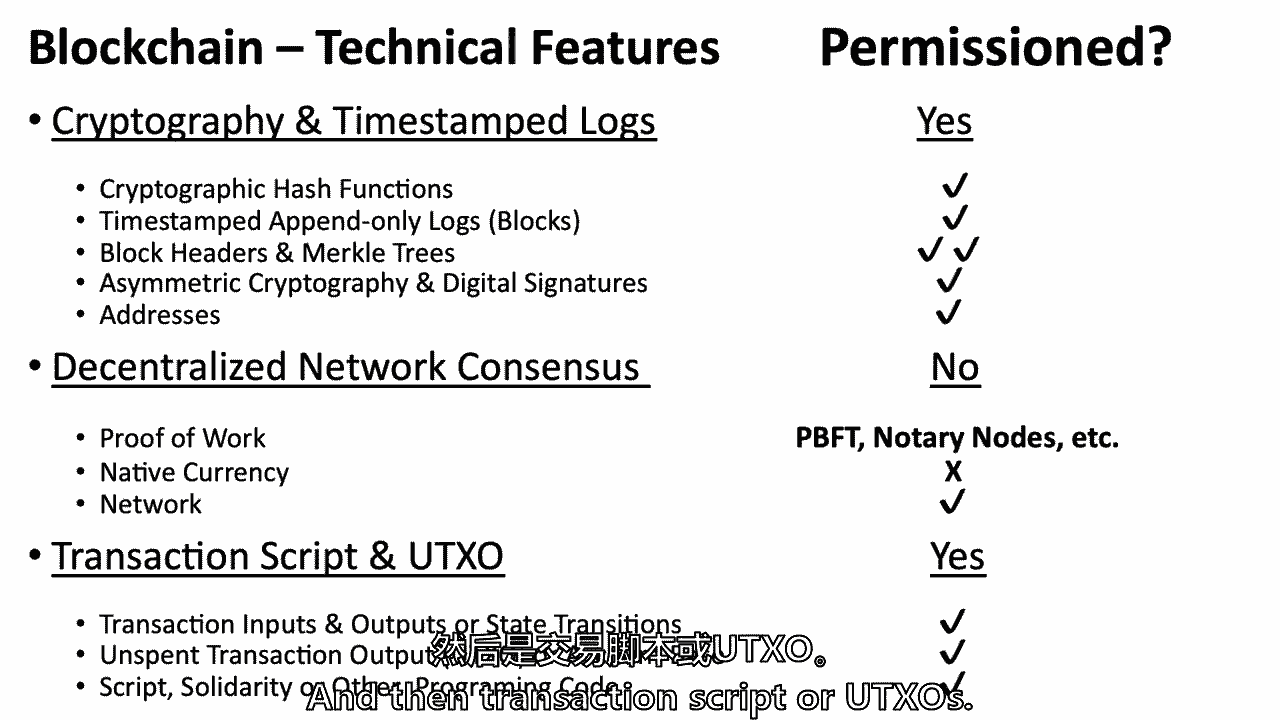 Blockchain – Technical Features Permissioned?
• Cryptography & Timestamped Logs Yes
• Cryptographic Hash Functions ✓
• Timestamped Append-only Logs (Blocks) ✓
• Block Headers & Merkle Trees ✓ ✓
• Asymmetric Cryptography & Digital Signatures ✓
• Addresses ✓
• Decentralized Network Consensus No
• Proof of Work PBFT, Notary Nodes, etc.
• Native Currency X
• Network ✓
• Transaction Script & UTXO Yes
• Transaction Inputs & Outputs or State Transitions ✓
• Unspent Transaction Output ✓
• Script, Solidarity or Other Programing Code ✓
然后是交易脚本或UTXO。
And then transaction script or UTXOs.